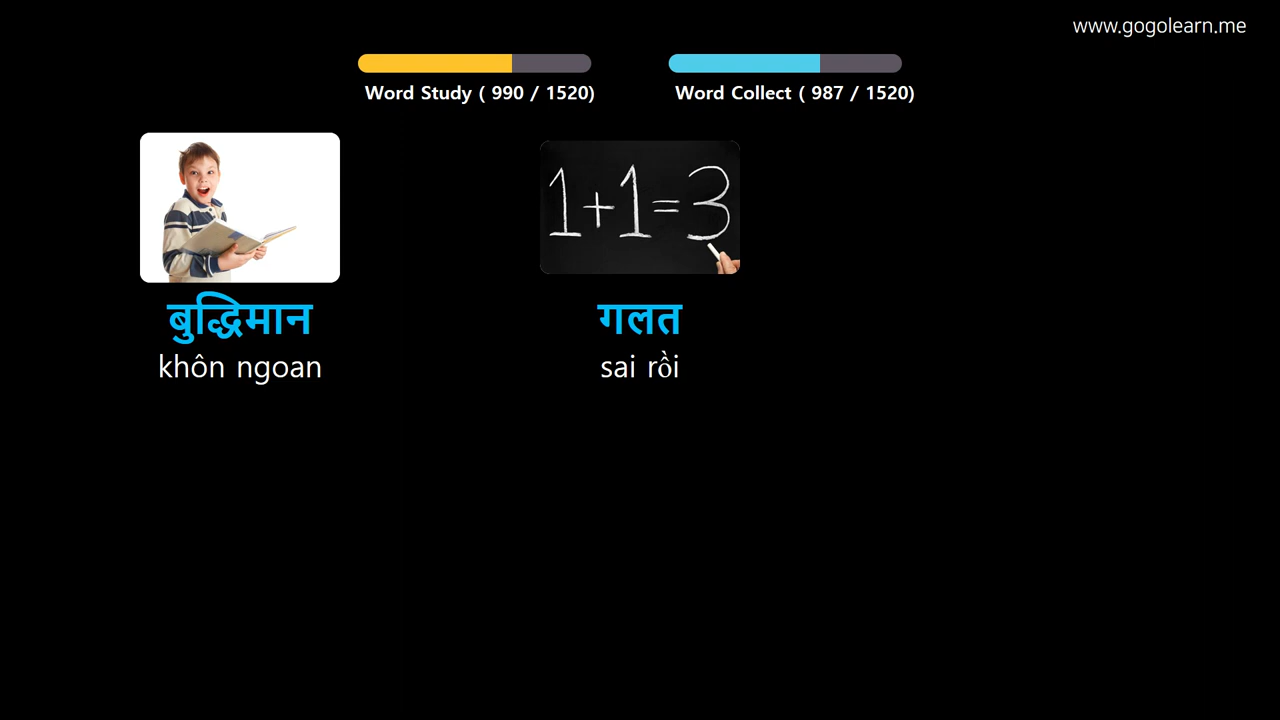 www.gogolearn.me
Word Study ( 990 / 1520)
Word Collect ( 987 / 1520)
1+1=3
बुद्धिमान
गलत
khôn ngoan
sai rồi